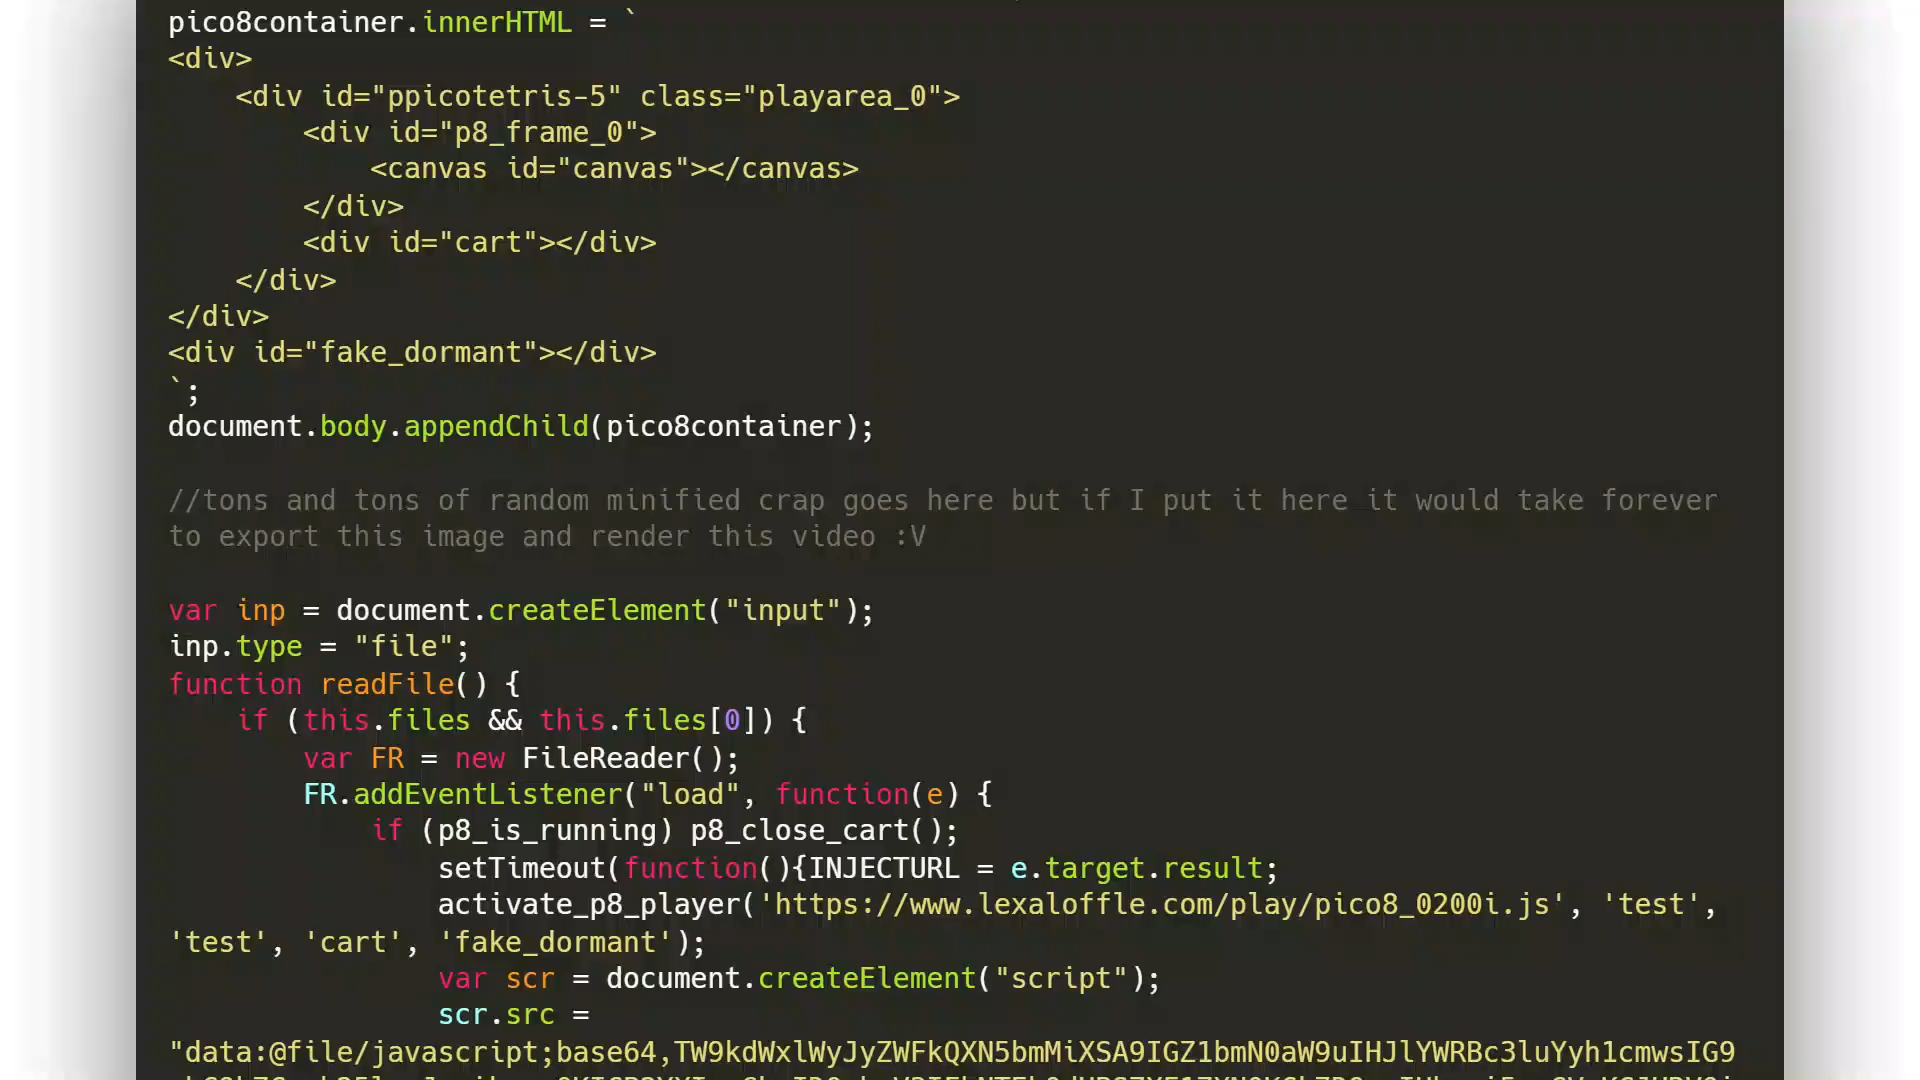 pico8container.innerHTML = `
<div>
    <div id="ppicotetris-5" class="playarea_0">
        <div id="p8_frame_0">
            <canvas id="canvas"></canvas>
        </div>
        <div id="cart"></div>
    </div>
</div>
<div id="fake_dormant"></div>
`;
document.body.appendChild(pico8container);
//tons and tons of random minified crap goes here but if I put it here it would take forever
to export this image and render this video :V
var inp = document.createElement("input");
inp.type = "file";
function readFile() {
    if (this.files && this.files[0]) {
        var FR = new FileReader();
        FR.addEventListener("load", function(e) {
            if (p8_is_running) p8_close_cart();
                setTimeout(function(){INJECTURL = e.target.result;
                activate_p8_player('https://www.lexaloffle.com/play/pico8_0200i.js', 'test',
'test', 'cart', 'fake_dormant');
                var scr = document.createElement("script");
                scr.src =
"data:@file/javascript;base64,TW9kdWxlWyJyZWFkQXN5bmMiXSA9IGZ1bmN0aW9uIHJlYWRBc3luYyh1cmwsIG9